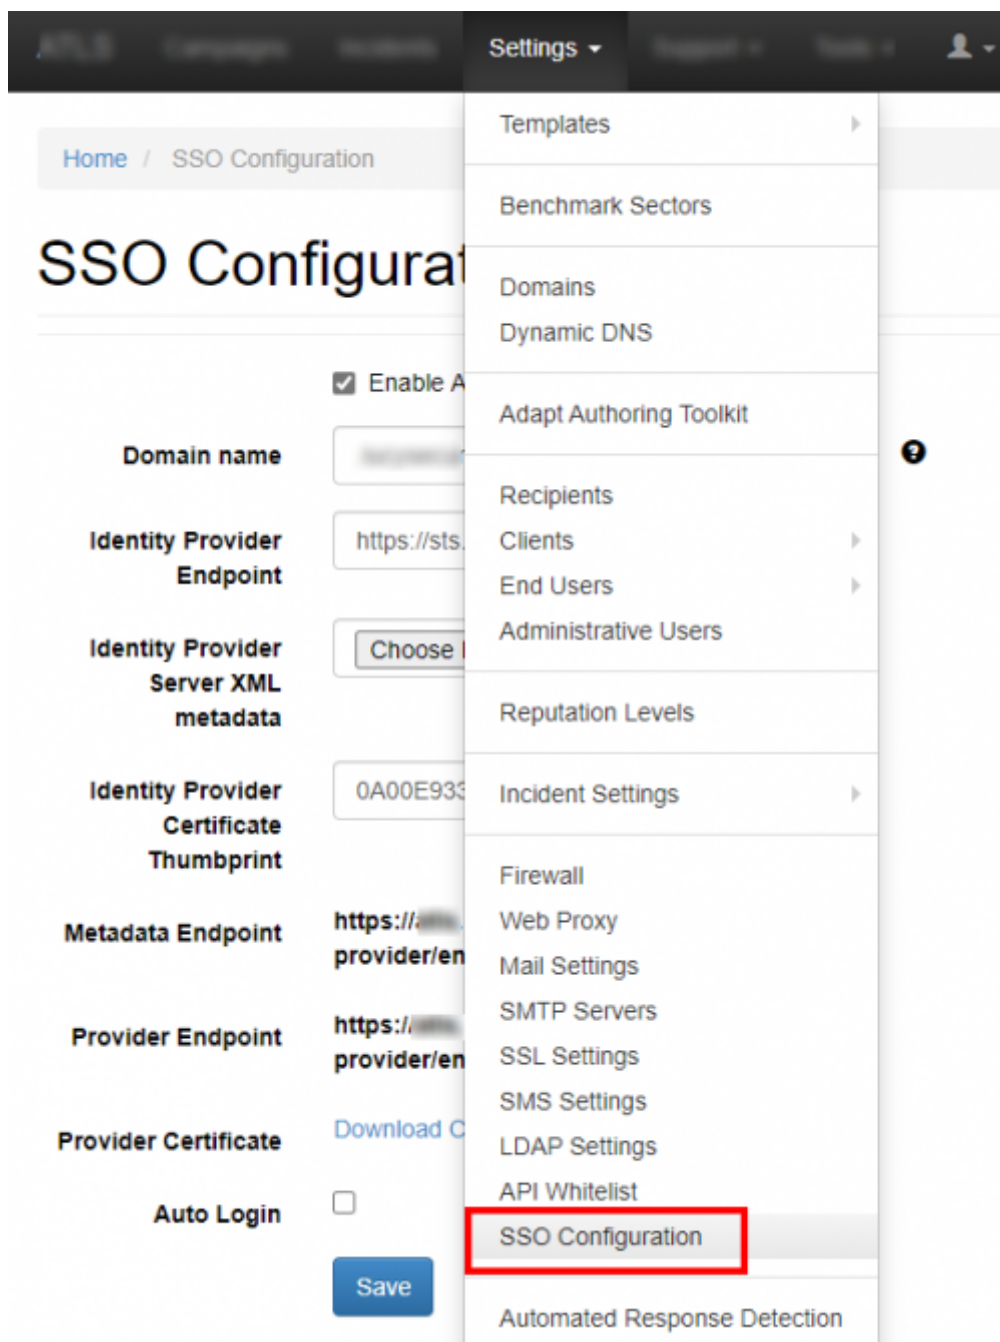 Settings
Home / SSO Configuration
SSO Configurat
Enable A
Domain name
Identity Provider
Endpoint
https://sts.
Identity Provider
Server XML
metadata
Choose
Identity Provider
Certificate
Thumbprint
0A00E933
Metadata Endpoint
https://
provider/en
Provider Endpoint
https://
provider/en
Provider Certificate
Download C
Auto Login
Save
Templates
Benchmark Sectors
Domains
Dynamic DNS
Adapt Authoring Toolkit
Recipients
Clients
End Users
Administrative Users
Reputation Levels
Incident Settings
Firewall
Web Proxy
Mail Settings
SMTP Servers
SSL Settings
SMS Settings
LDAP Settings
API Whitelist
SSO Configuration
Automated Response Detection